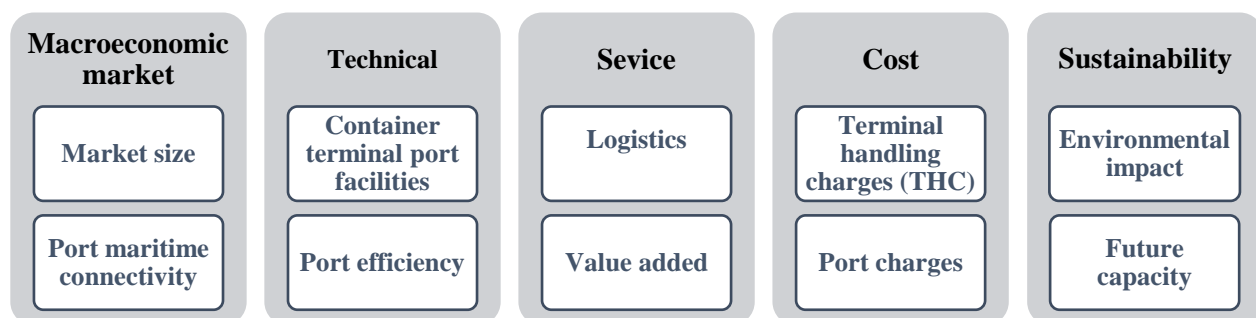 Macroeconomic
market
Market size
Port maritime
connectivity
Technical
Container
terminal port
facilities
Port efficiency
Sevice
Logistics
Value added
Cost
Terminal
handling
charges (THC)
Port charges
Sustainability
Environmental
impact
Future
capacity